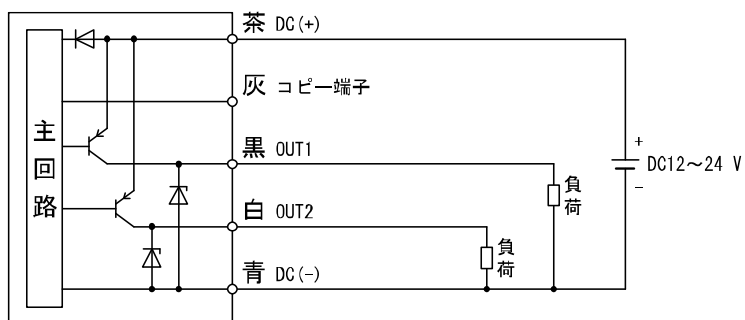 茶 DC(+)
灰 コピー端子
主回路
黒 OUT1
白 OUT2
青 DC(-)
負荷
負荷
+
DC12～24 V
−